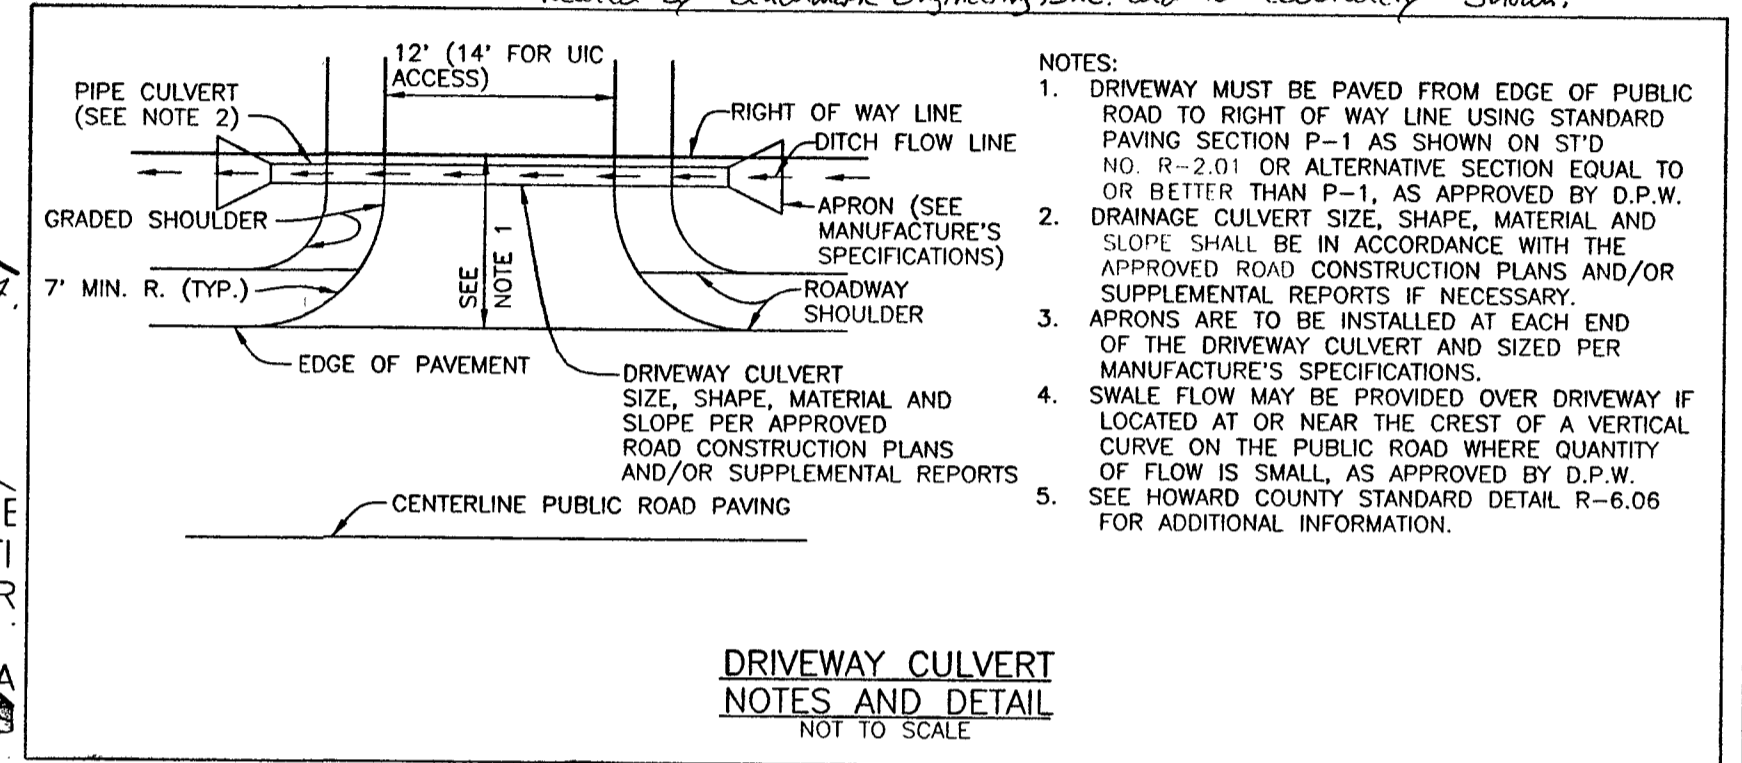 Engineering, Inc. and is
12' (14' FOR UIC
ACCESS)
PIPE CULVERT
(SEE NOTE 2)
RIGHT OF WAY LINE
DITCH FLOW LINE
GRADED SHOULDER
APRON (SEE
MANUFACTURE'S
SPECIFICATIONS)
SEE
NOTE 1
7' MIN. R. (TYP.)
ROADWAY
SHOULDER
EDGE OF PAVEMENT
DRIVEWAY CULVERT
SIZE, SHAPE, MATERIAL AND
SLOPE PER APPROVED
ROAD CONSTRUCTION PLANS
AND/OR SUPPLEMENTAL REPORTS
CENTERLINE PUBLIC ROAD PAVING
NOTES:
1. DRIVEWAY MUST BE PAVED FROM EDGE OF PUBLIC
ROAD TO RIGHT OF WAY LINE USING STANDARD
PAVING SECTION P-1 AS SHOWN ON ST'D
NO. R-2.01 OR ALTERNATIVE SECTION EQUAL TO
OR BETTER THAN P-1, AS APPROVED BY D.P.W.
2. DRAINAGE CULVERT SIZE, SHAPE, MATERIAL AND
SLOPE SHALL BE IN ACCORDANCE WITH THE
APPROVED ROAD CONSTRUCTION PLANS AND/OR
SUPPLEMENTAL REPORTS IF NECESSARY.
3. APRONS ARE TO BE INSTALLED AT EACH END
OF THE DRIVEWAY CULVERT AND SIZED PER
MANUFACTURE'S SPECIFICATIONS.
4. SWALE FLOW MAY BE PROVIDED OVER DRIVEWAY IF
LOCATED AT OR NEAR THE CREST OF A VERTICAL
CURVE ON THE PUBLIC ROAD WHERE QUANTITY
OF FLOW IS SMALL, AS APPROVED BY D.P.W.
5. SEE HOWARD COUNTY STANDARD DETAIL R-6.06
FOR ADDITIONAL INFORMATION.
E
R
A
DRIVEWAY CULVERT
NOTES AND DETAIL
NOT TO SCALE